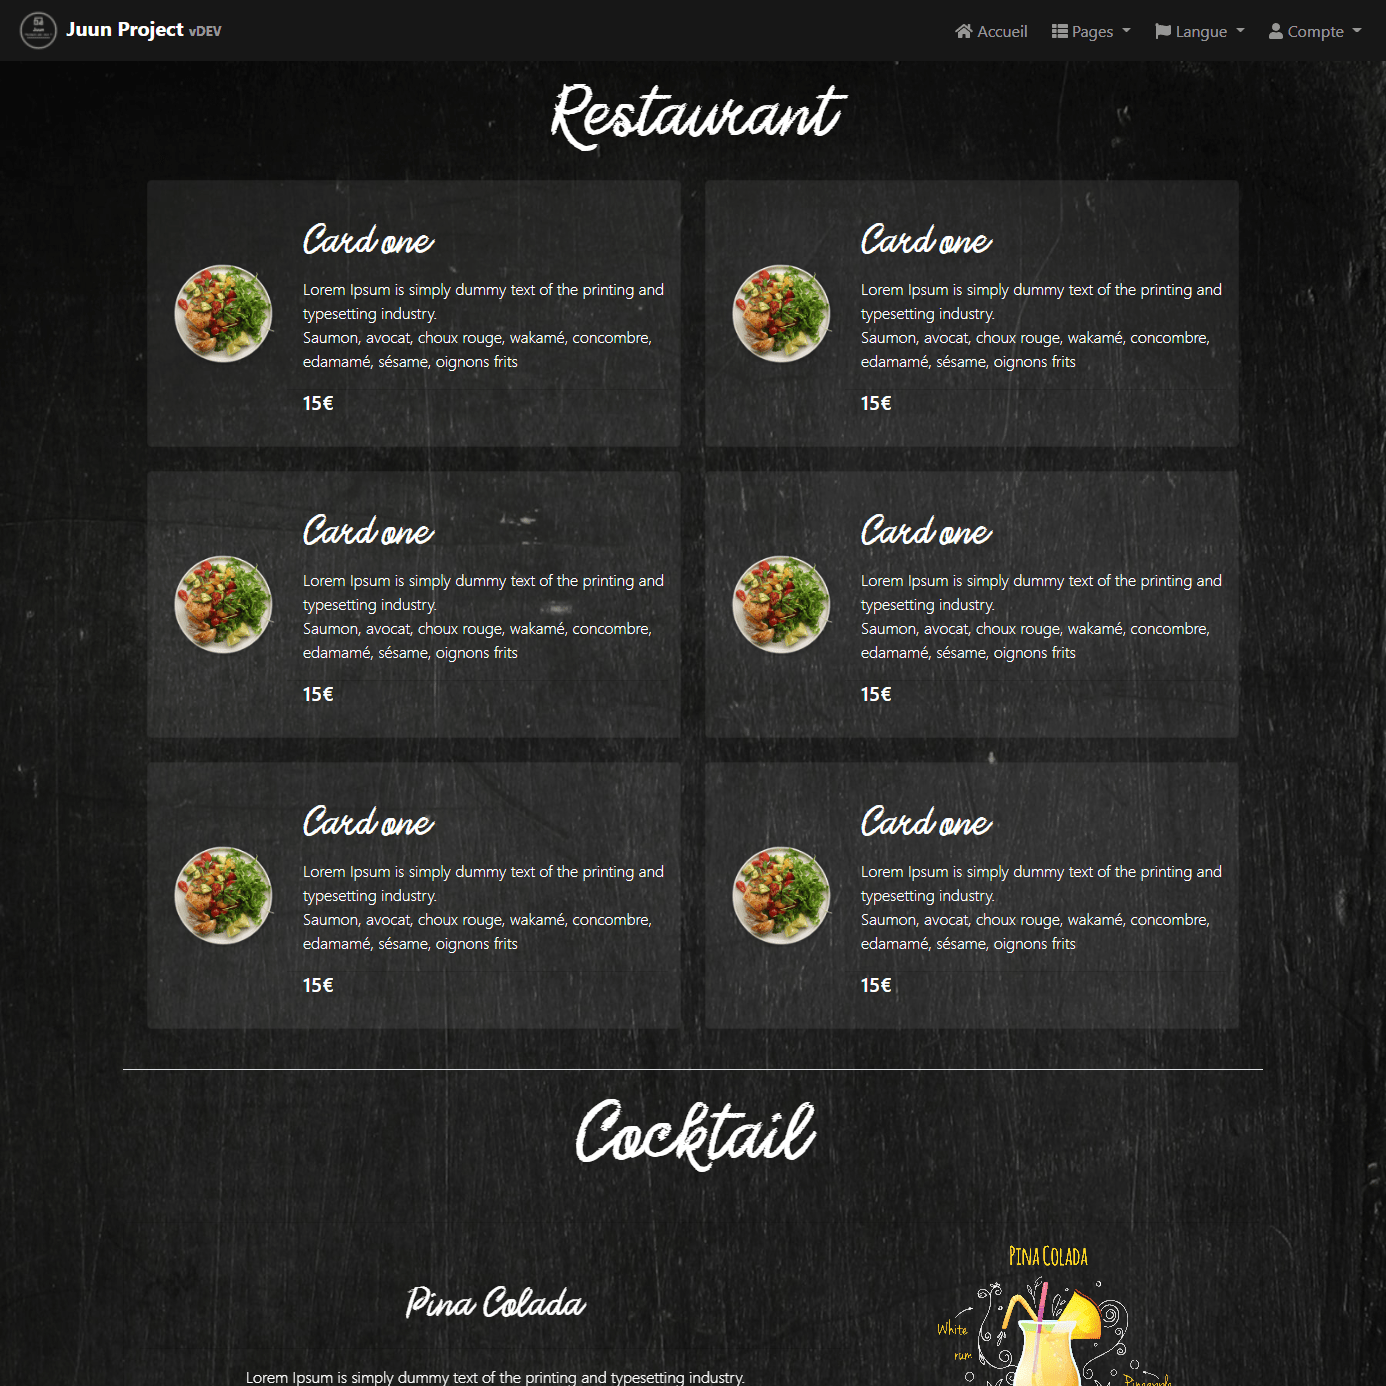 Juun Project vDEV
Accueil
Pages
Langue
Compte
Restaurant
Card one
Lorem Ipsum is simply dummy text of the printing and
typesetting industry.
Saumon, avocat, choux rouge, wakamé, concombre,
edamamé, sésame, oignons frits
15€
Card one
Lorem Ipsum is simply dummy text of the printing and
typesetting industry.
Saumon, avocat, choux rouge, wakamé, concombre,
edamamé, sésame, oignons frits
15€
Card one
Lorem Ipsum is simply dummy text of the printing and
typesetting industry.
Saumon, avocat, choux rouge, wakamé, concombre,
edamamé, sésame, oignons frits
15€
Card one
Lorem Ipsum is simply dummy text of the printing and
typesetting industry.
Saumon, avocat, choux rouge, wakamé, concombre,
edamamé, sésame, oignons frits
15€
Card one
Lorem Ipsum is simply dummy text of the printing and
typesetting industry.
Saumon, avocat, choux rouge, wakamé, concombre,
edamamé, sésame, oignons frits
15€
Card one
Lorem Ipsum is simply dummy text of the printing and
typesetting industry.
Saumon, avocat, choux rouge, wakamé, concombre,
edamamé, sésame, oignons frits
15€
Cocktail
Pina Colada
Lorem Ipsum is simply dummy text of the printing and typesetting industry.
PINA COLADA
White
rum
Pineapple